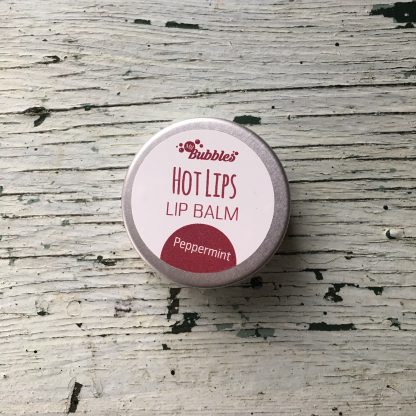 Mr
Bubbles
HOT LIPS
LIP BALM
Peppermint